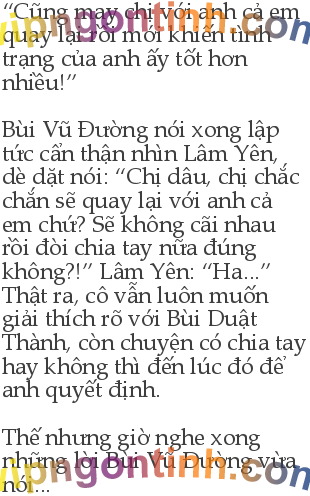 “Cũng may chị với anh cả em
quay lại rồi mới khiến tình
trạng của anh ấy tốt hơn
nhiều!”
Bùi Vũ Đường nói xong lập
tức cẩn thận nhìn Lâm Yên,
dè dặt nói: “Chị dâu, chị chắc
chắn sẽ quay lại với anh cả
em chứ? Sẽ không cãi nhau
rồi đòi chia tay nữa đúng
không?!” Lâm Yên: “Ha...”
Thật ra, cô vẫn luôn muốn
giải thích rõ với Bùi Duật
Thành, còn chuyện có chia tay
hay không thì đến lúc đó để
anh quyết định.
Thế nhưng giờ nghe xong
những lời Bùi Vũ Đường vừa
nói...
vipngontinh.com
vipngontinh.com